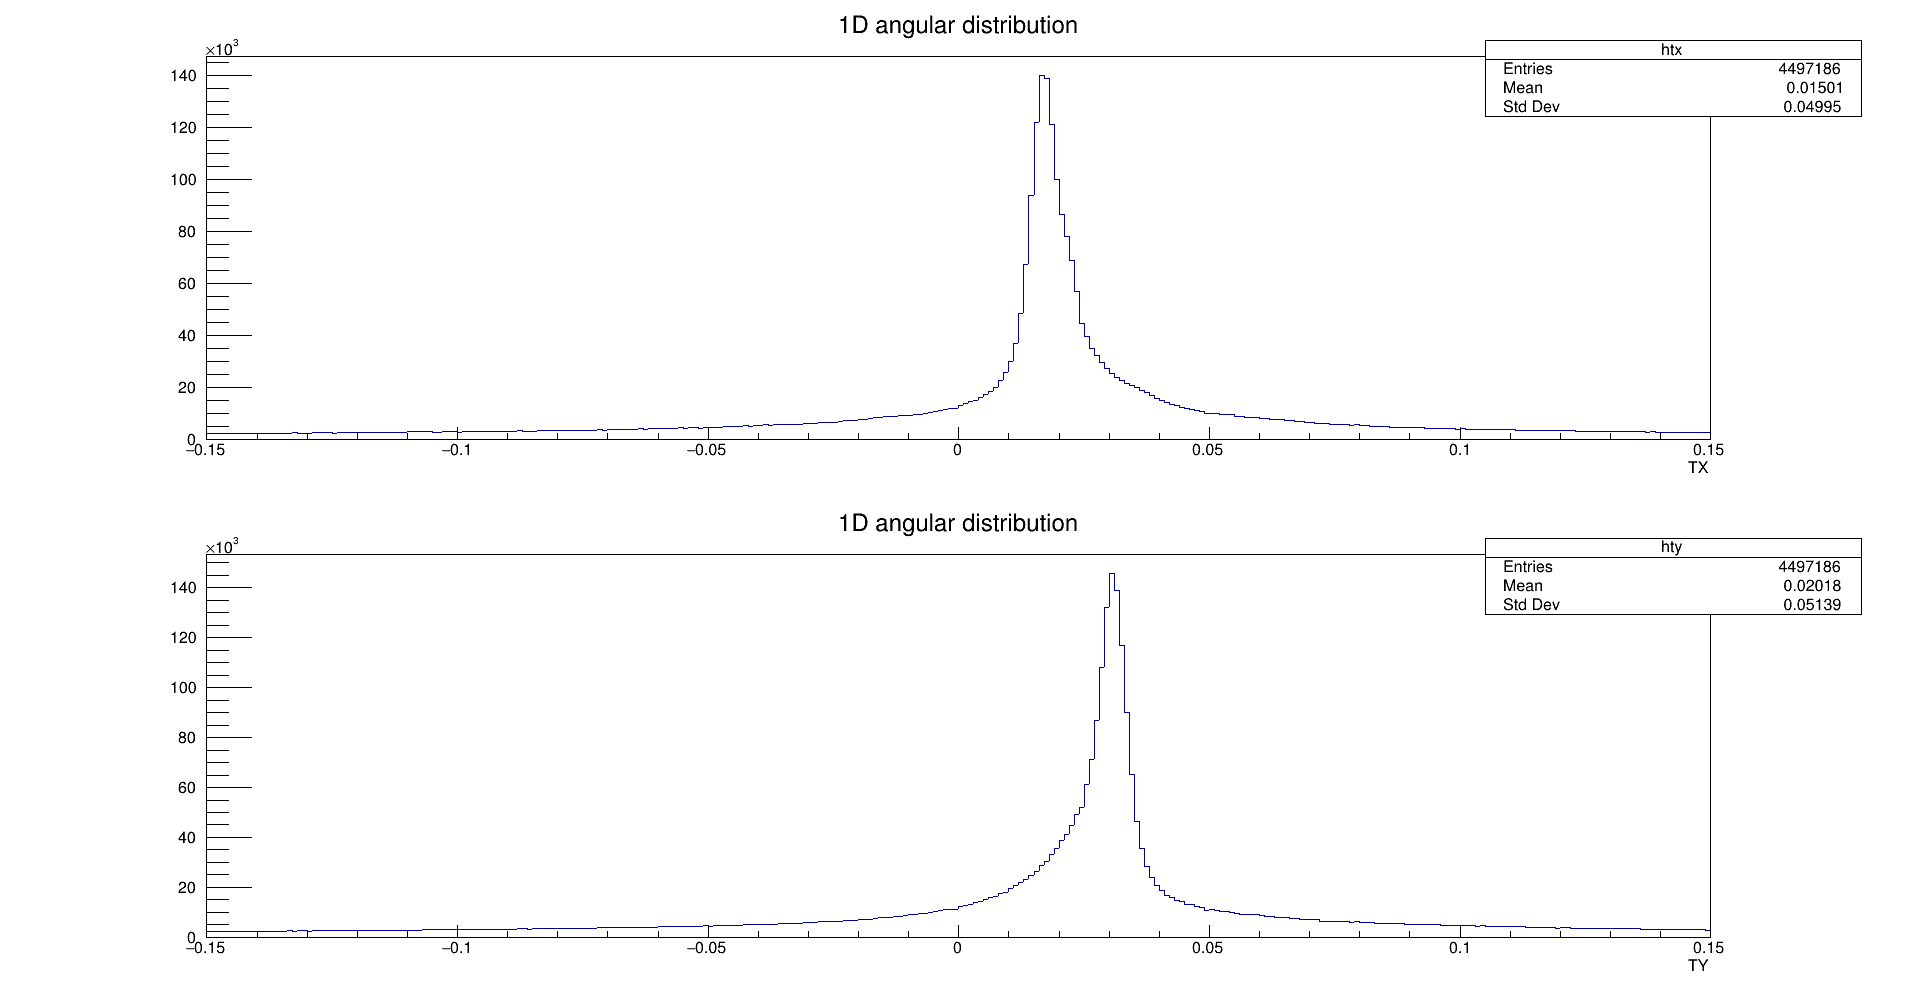 1D angular distribution
×10³
htx
Entries 4497186
Mean 0.01501
Std Dev 0.04995
140
120
100
80
60
40
20
0
−0.15 −0.1 −0.05 0 0.05 0.1 0.15
TX
1D angular distribution
×10³
hty
Entries 4497186
Mean 0.02018
Std Dev 0.05139
140
120
100
80
60
40
20
0
−0.15 −0.1 −0.05 0 0.05 0.1 0.15
TY